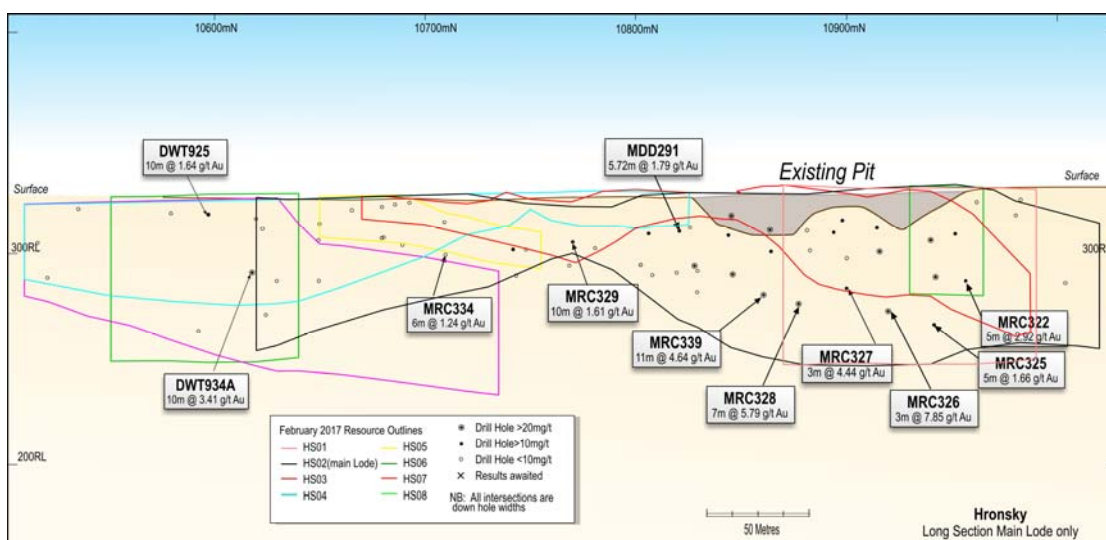 10600mN
10700mN
10800mN
10900mN
DWT925
10m @ 1.64 g/t Au
MDD291
5.72m @ 1.79 g/t Au
Existing Pit
Surface
Surface
300RL
300RL
MRC334
6m @ 1.24 g/t Au
MRC329
10m @ 1.61 g/t Au
MRC339
11m @ 4.64 g/t Au
MRC327
3m @ 4.44 g/t Au
MRC322
5m @ 2.92 g/t Au
MRC325
5m @ 1.66 g/t Au
DWT934A
10m @ 3.41 g/t Au
MRC328
7m @ 5.79 g/t Au
MRC326
3m @ 7.85 g/t Au
200RL
February 2017 Resource Outlines
HS01
HS02(main Lode)
HS03
HS04
HS05
HS06
HS07
HS08
Drill Hole >20mg/t
Drill Hole>10mg/t
Drill Hole <10mg/t
Results awaited
NB: All intersections are
down hole widths
50 Metres
Hronsky
Long Section Main Lode only